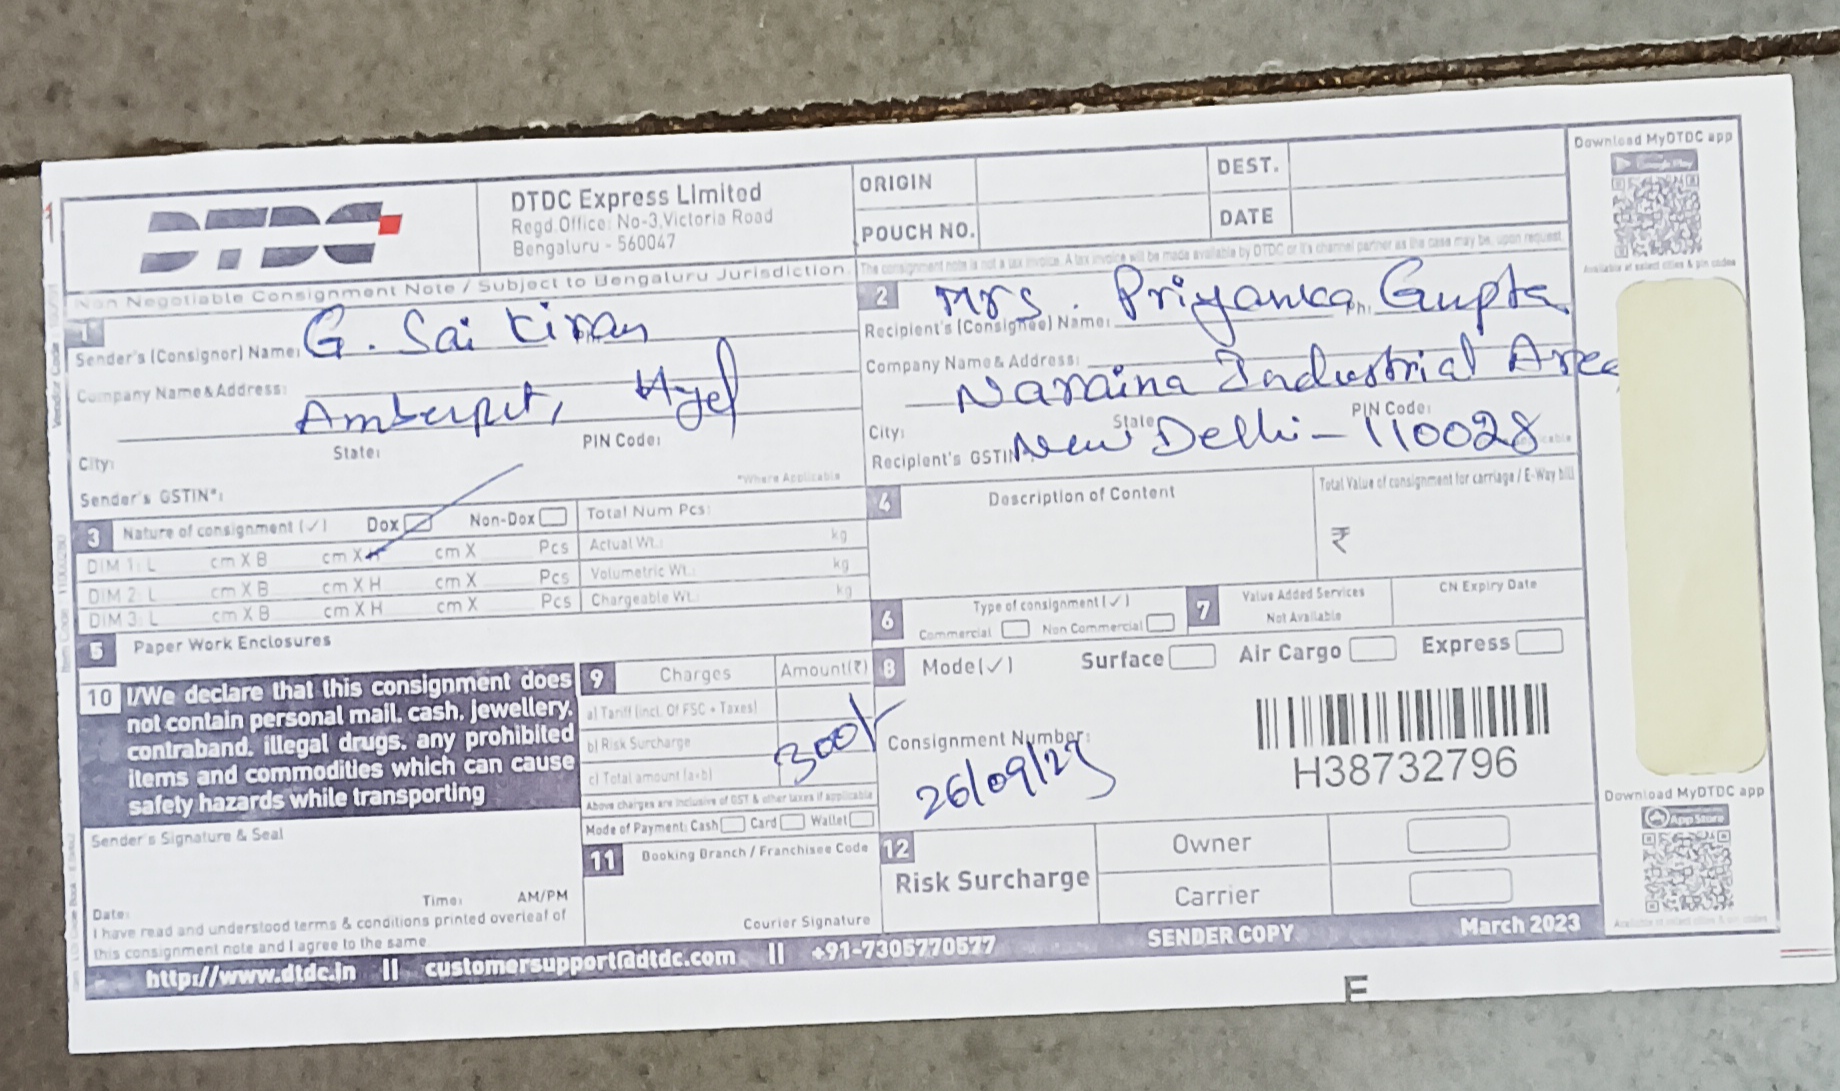 DTDC
DTDC Express Limited
Regd.Office: No-3,Victoria Road
Bengaluru - 560047
Non Negotiable Consignment Note / Subject to Bengaluru Jurisdiction
ORIGIN
DEST.
POUCH NO.
DATE
The consignment note is not a tax invoice. A tax invoice will be made available by DTDC or it's channel partner as the case may be, upon request.
Download MyDTDC app
Google Play
Available at select cities & pin codes
1
Sender's (Consignor) Name: G. Sai Kiran
Company Name & Address:
Amberpet, Hyd
City: State: PIN Code:
Sender's GSTIN*:
*Where Applicable
2
Recipient's (Consignee) Name: Mrs. Priyanka Gupta
Ph:
Company Name & Address:
Naraina Industrial Area
City: State PIN Code:
Recipient's GSTIN New Delhi - 110028
3 Nature of consignment (✓) Dox Non-Dox
DIM 1: L cm X B cm X H cm X Pcs
DIM 2: L cm X B cm X H cm X Pcs
DIM 3: L cm X B cm X H cm X Pcs
Total Num Pcs:
Actual Wt.: kg
Volumetric Wt.: kg
Chargeable Wt.: kg
4 Description of Content
Total Value of consignment for carriage / E-Way bill
₹
5 Paper Work Enclosures
6 Type of consignment (✓)
Commercial Non Commercial
7 Value Added Services
Not Available
CN Expiry Date
8 Mode (✓) Surface Air Cargo Express
Consignment Number:
26/09/23
H38732796
9 Charges Amount(₹)
a) Tariff (incl. Of FSC + Taxes)
b) Risk Surcharge
c) Total amount (a+b)
300/-
Above charges are inclusive of GST & other taxes if applicable
Mode of Payment: Cash Card Wallet
10 I/We declare that this consignment does
not contain personal mail, cash, jewellery,
contraband, illegal drugs, any prohibited
items and commodities which can cause
safety hazards while transporting
Sender's Signature & Seal
Date: Time: AM/PM
I have read and understood terms & conditions printed overleaf of
this consignment note and I agree to the same
11 Booking Branch / Franchisee Code
Courier Signature
12 Risk Surcharge
Owner
Carrier
Download MyDTDC app
App Store
http://www.dtdc.in || customersupport@dtdc.com || +91-7305770577 SENDER COPY March 2023
E